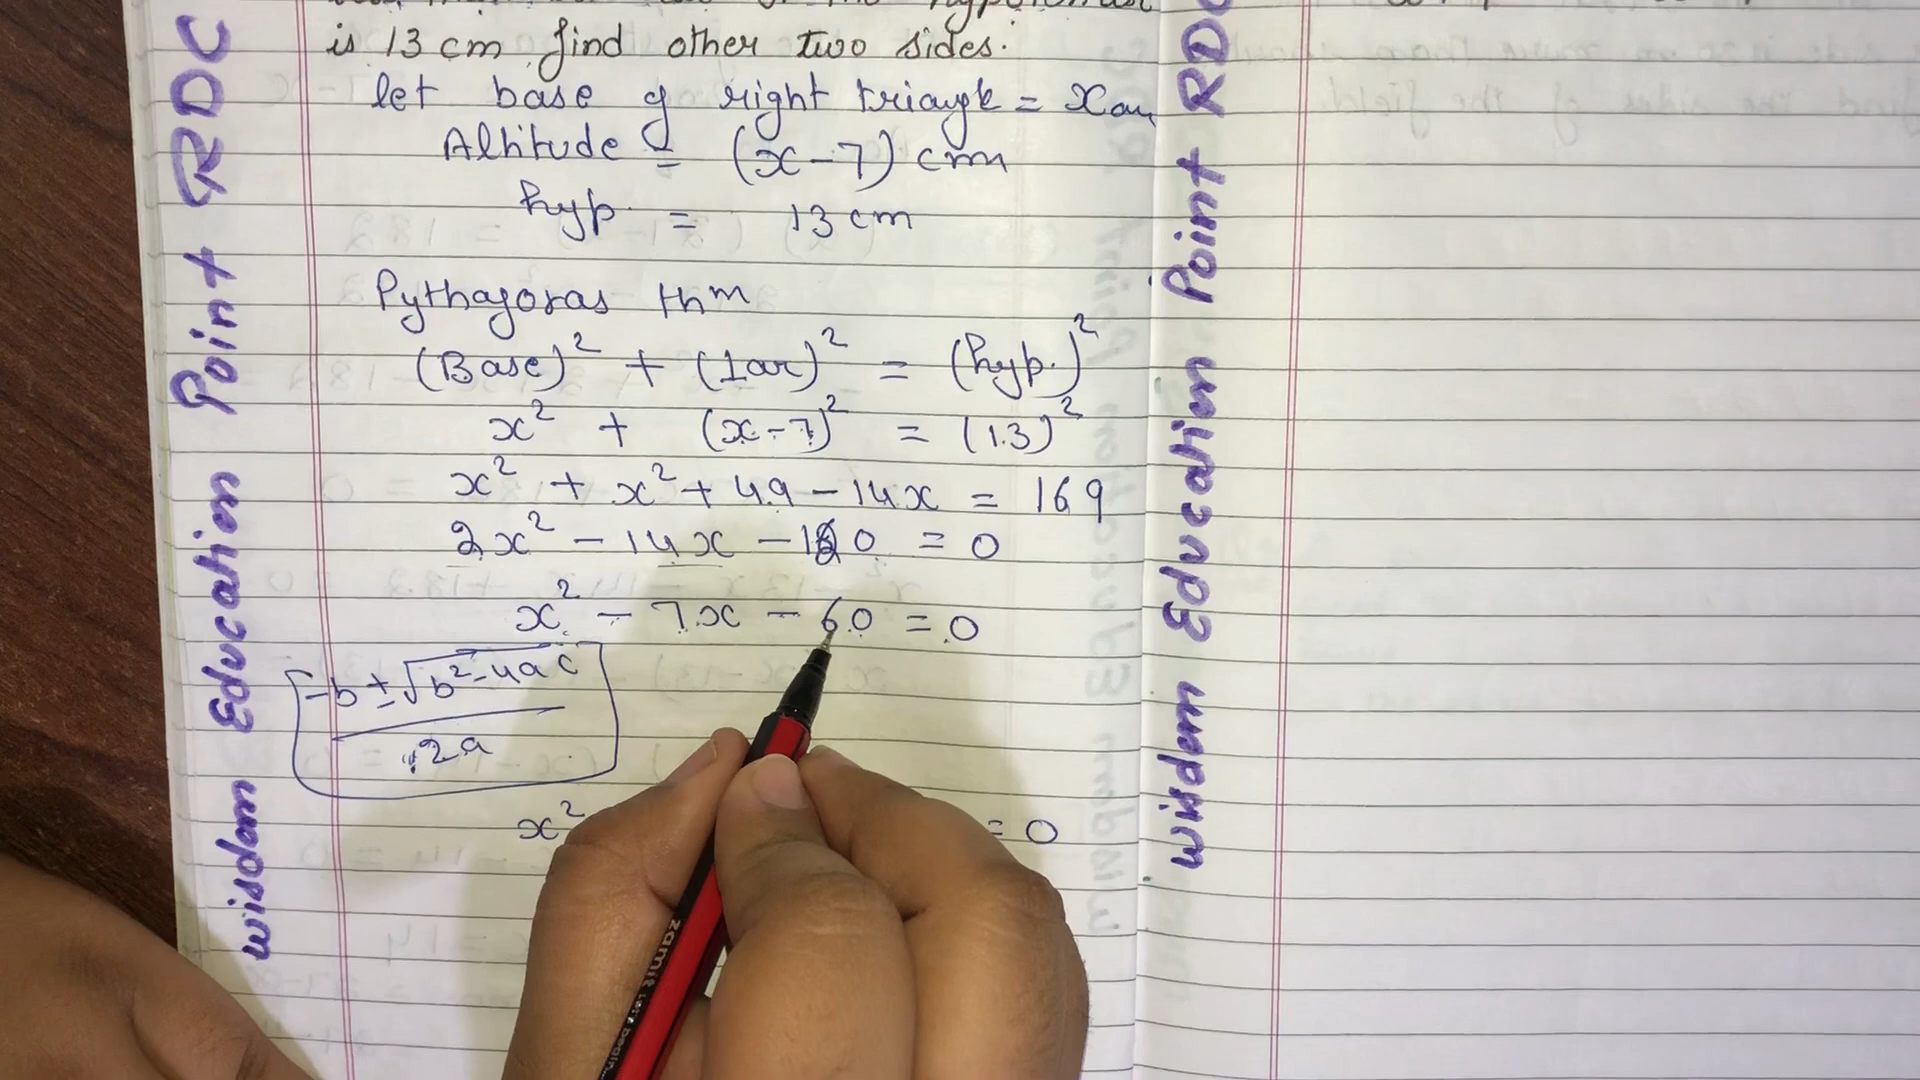 is 13 cm find other two sides.
let base of right triangle = x cm
Altitude = (x-7) cm
hyp. = 13 cm
Pythagoras thm
(Base)² + (lar)² = (hyp.)²
x² + (x-7)² = (13)²
x² + x² + 49 - 14x = 169
2x² - 14x - 120 = 0
x² - 7x - 60 = 0
-b ± √b²-4ac
2a
x² = 0
Wisdom Education Point RDC
Wisdom Education Point RDC
zamit